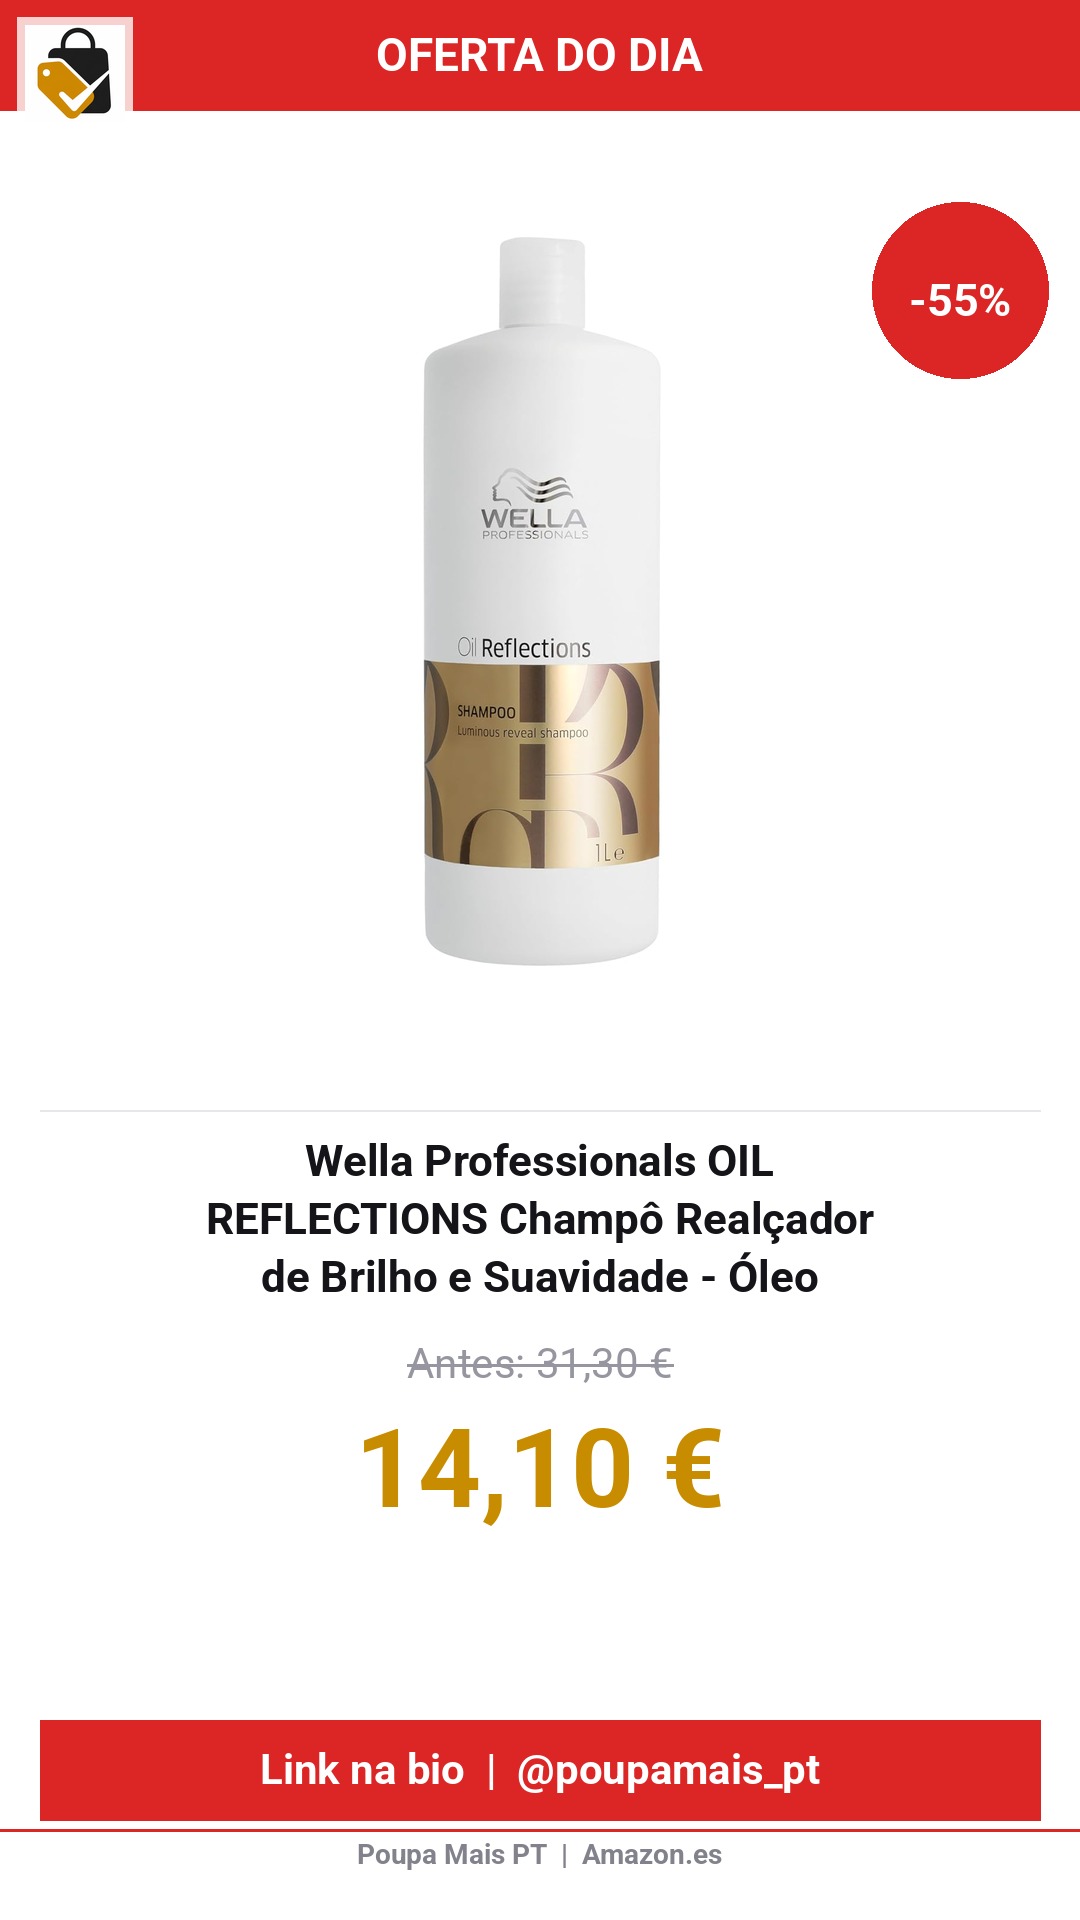 OFERTA DO DIA
-55%
WELLA
PROFESSIONALS
Oil Reflections
SHAMPOO
Luminous reveal shampoo
1L e
Wella Professionals OIL
REFLECTIONS Champô Realçador
de Brilho e Suavidade - Óleo
Antes: 31,30 €
14,10 €
Link na bio | @poupamais_pt
Poupa Mais PT | Amazon.es